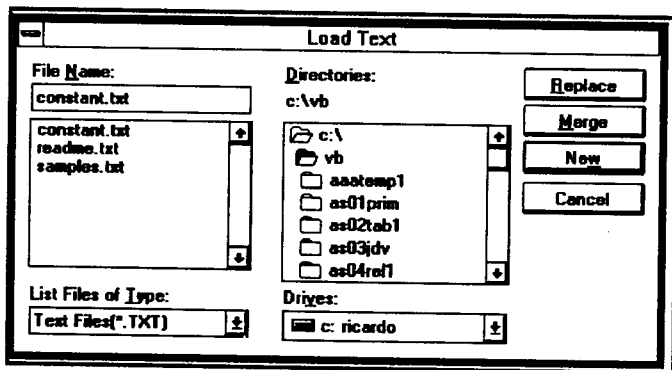 Load Text
File Name:
constant.txt
constant.txt
readme.txt
samples.txt
List Files of Type:
Text Files(*.TXT)
Directories:
c:\vb
c:\
vb
aaatemp1
as01prim
as02tab1
as03jdv
as04rel1
Drives:
c: ricardo
Replace
Merge
New
Cancel